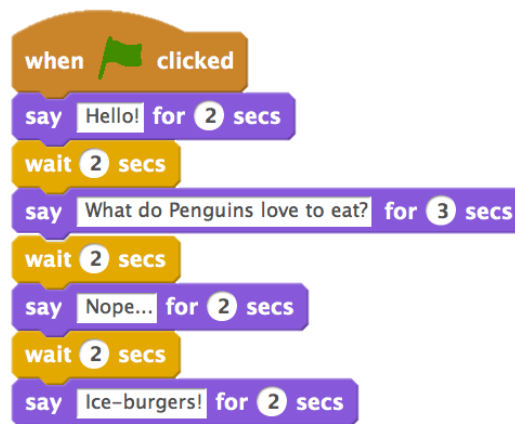 when clicked
say Hello! for 2 secs
wait 2 secs
say What do Penguins love to eat? for 3 secs
wait 2 secs
say Nope... for 2 secs
wait 2 secs
say Ice-burgers! for 2 secs